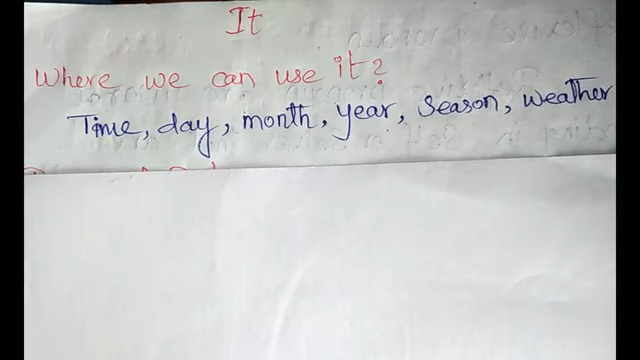 It
Where we can use it?
Time, day, month, year, season, weather